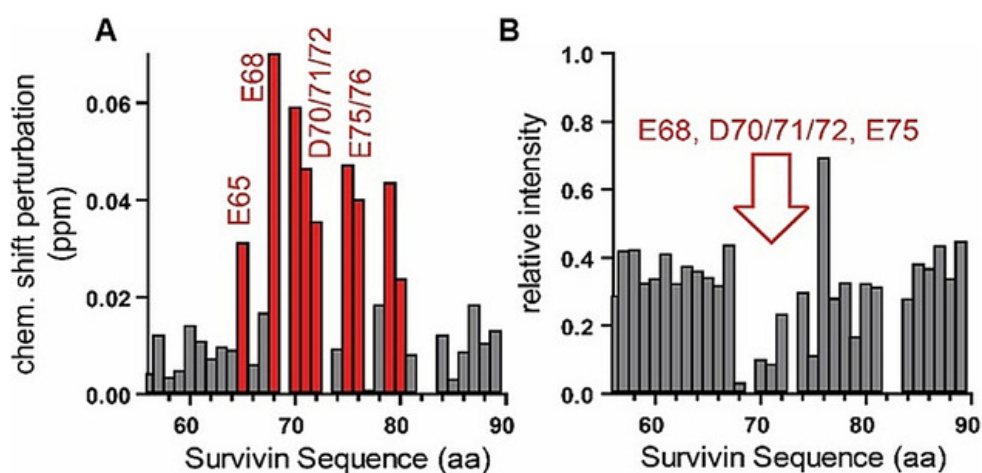 A
chem. shift perturbation
(ppm)
0.06
0.04
0.02
0.00
E65
E68
D70/71/72
E75/76
60
70
80
90
Survivin Sequence (aa)
B
relative intensity
1.0
0.8
0.6
0.4
0.2
0.0
E68, D70/71/72, E75
60
70
80
90
Survivin Sequence (aa)